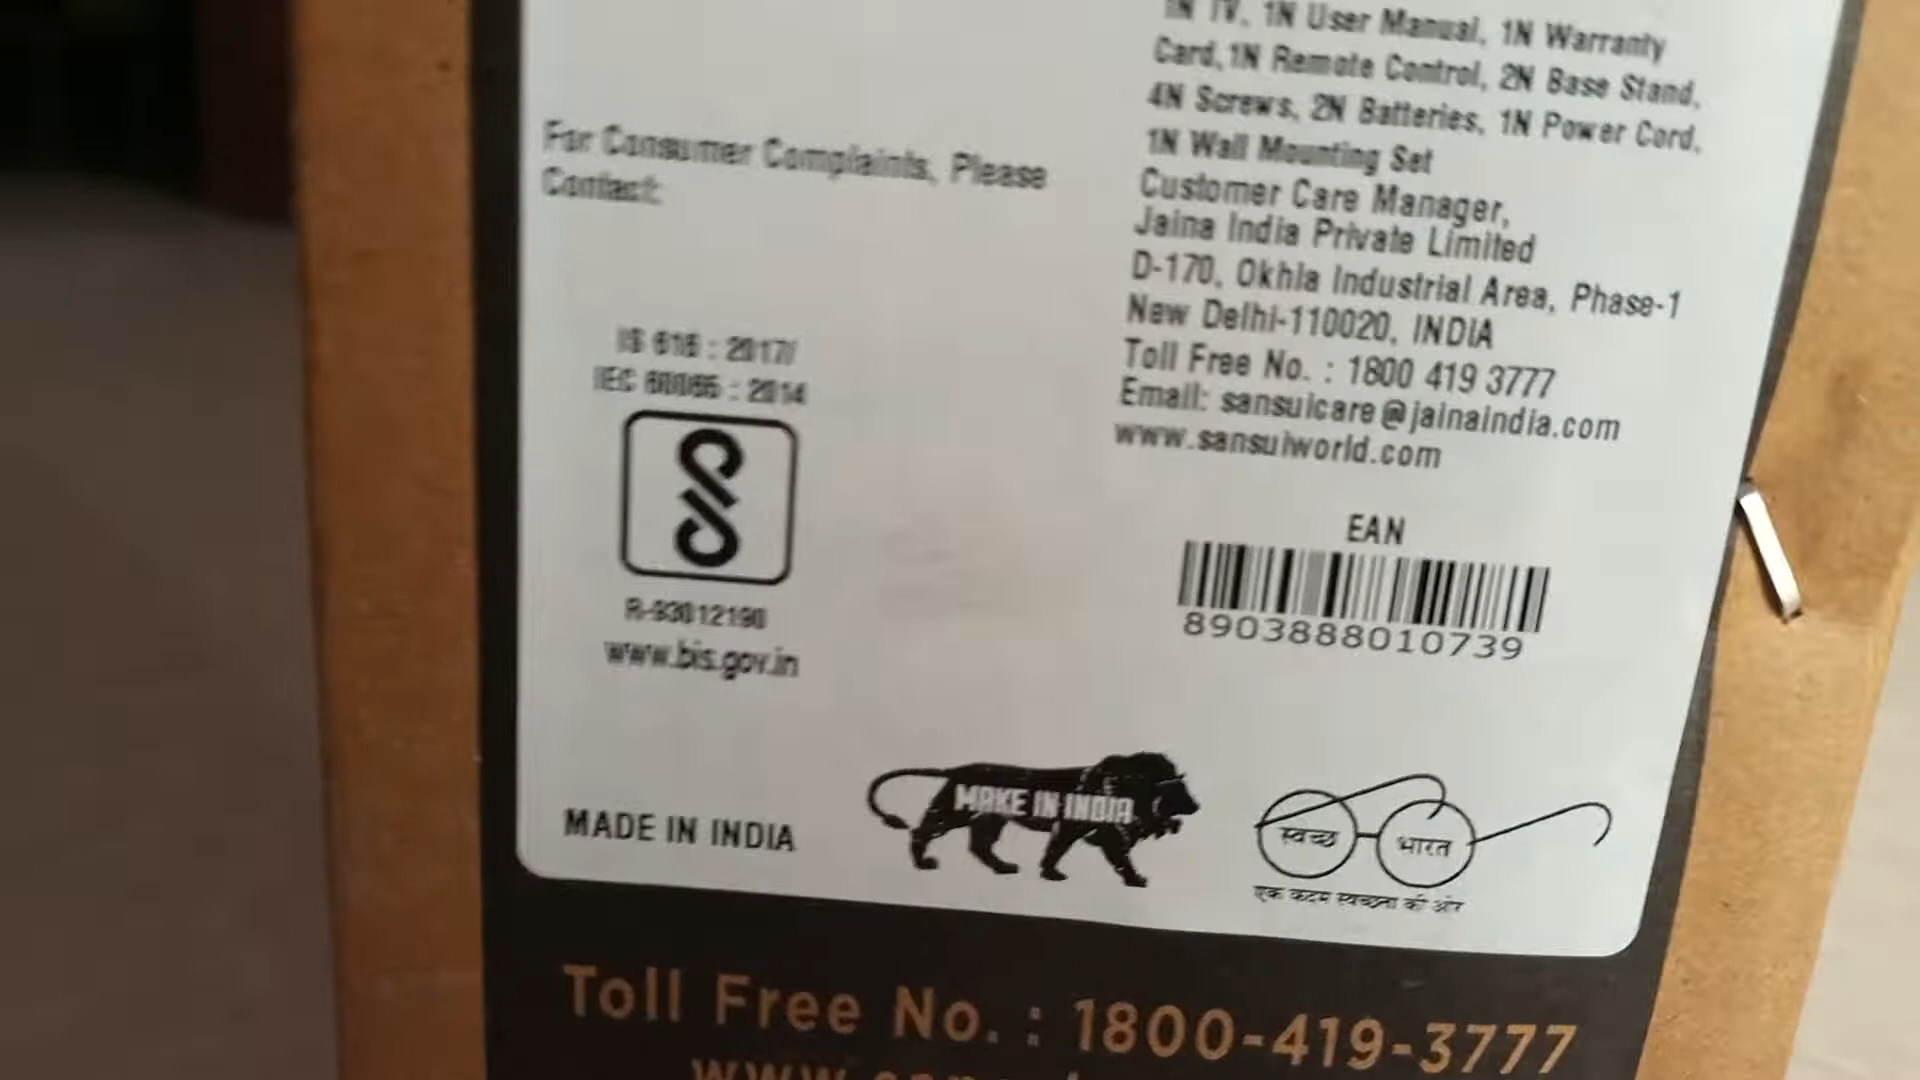 1N TV, 1N User Manual, 1N Warranty
Card, 1N Remote Control, 2N Base Stand,
4N Screws, 2N Batteries, 1N Power Cord,
1N Wall Mounting Set
For Consumer Complaints, Please
Contact:
Customer Care Manager,
Jaina India Private Limited
D-170, Okhla Industrial Area, Phase-1
New Delhi-110020, INDIA
Toll Free No. : 1800 419 3777
Email: sansuicare@jainaindia.com
www.sansuiworld.com
IS 616 : 2017/
IEC 60065 : 2014
R-93012190
www.bis.gov.in
EAN
8903888010739
MADE IN INDIA
MAKE IN INDIA
स्वच्छ भारत
एक कदम स्वच्छता की ओर
Toll Free No. : 1800-419-3777